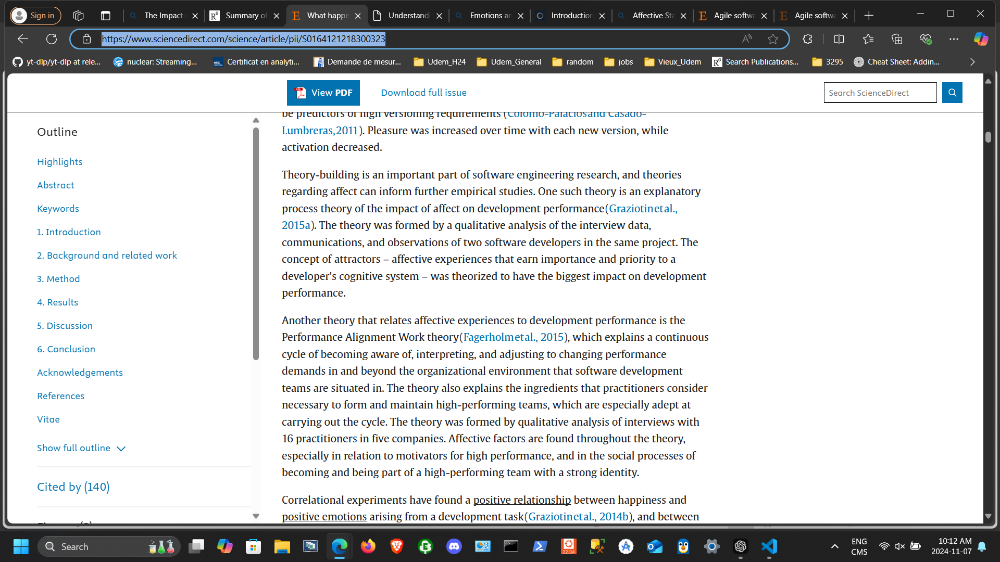 Sign in
The Impact
Summary of
What happe
Understandi
Emotions an
Introduction
Affective Sta
Agile softwa
Agile softwa
https://www.sciencedirect.com/science/article/pii/S0164121218300323
yt-dlp/yt-dlp at rele...
nuclear: Streaming...
Certificat en analyti...
Demande de mesur...
Udem_H24
Udem_General
random
jobs
Vieux_Udem
Search Publications...
3295
Cheat Sheet: Addin...
View PDF
Download full issue
Search ScienceDirect
Outline
Highlights
Abstract
Keywords
1. Introduction
2. Background and related work
3. Method
4. Results
5. Discussion
6. Conclusion
Acknowledgements
References
Vitae
Show full outline
Cited by (140)
be predictors of high versioning requirements (Colomo-Palaciosand Casado-
Lumbreras,2011). Pleasure was increased over time with each new version, while
activation decreased.
Theory-building is an important part of software engineering research, and theories
regarding affect can inform further empirical studies. One such theory is an explanatory
process theory of the impact of affect on development performance(Graziotinetal.,
2015a). The theory was formed by a qualitative analysis of the interview data,
communications, and observations of two software developers in the same project. The
concept of attractors – affective experiences that earn importance and priority to a
developer's cognitive system – was theorized to have the biggest impact on development
performance.
Another theory that relates affective experiences to development performance is the
Performance Alignment Work theory(Fagerholmetal., 2015), which explains a continuous
cycle of becoming aware of, interpreting, and adjusting to changing performance
demands in and beyond the organizational environment that software development
teams are situated in. The theory also explains the ingredients that practitioners consider
necessary to form and maintain high-performing teams, which are especially adept at
carrying out the cycle. The theory was formed by qualitative analysis of interviews with
16 practitioners in five companies. Affective factors are found throughout the theory,
especially in relation to motivators for high performance, and in the social processes of
becoming and being part of a high-performing team with a strong identity.
Correlational experiments have found a positive relationship between happiness and
positive emotions arising from a development task(Graziotinetal., 2014b), and between
Search
22.04
ENG
CMS
10:12 AM
2024-11-07